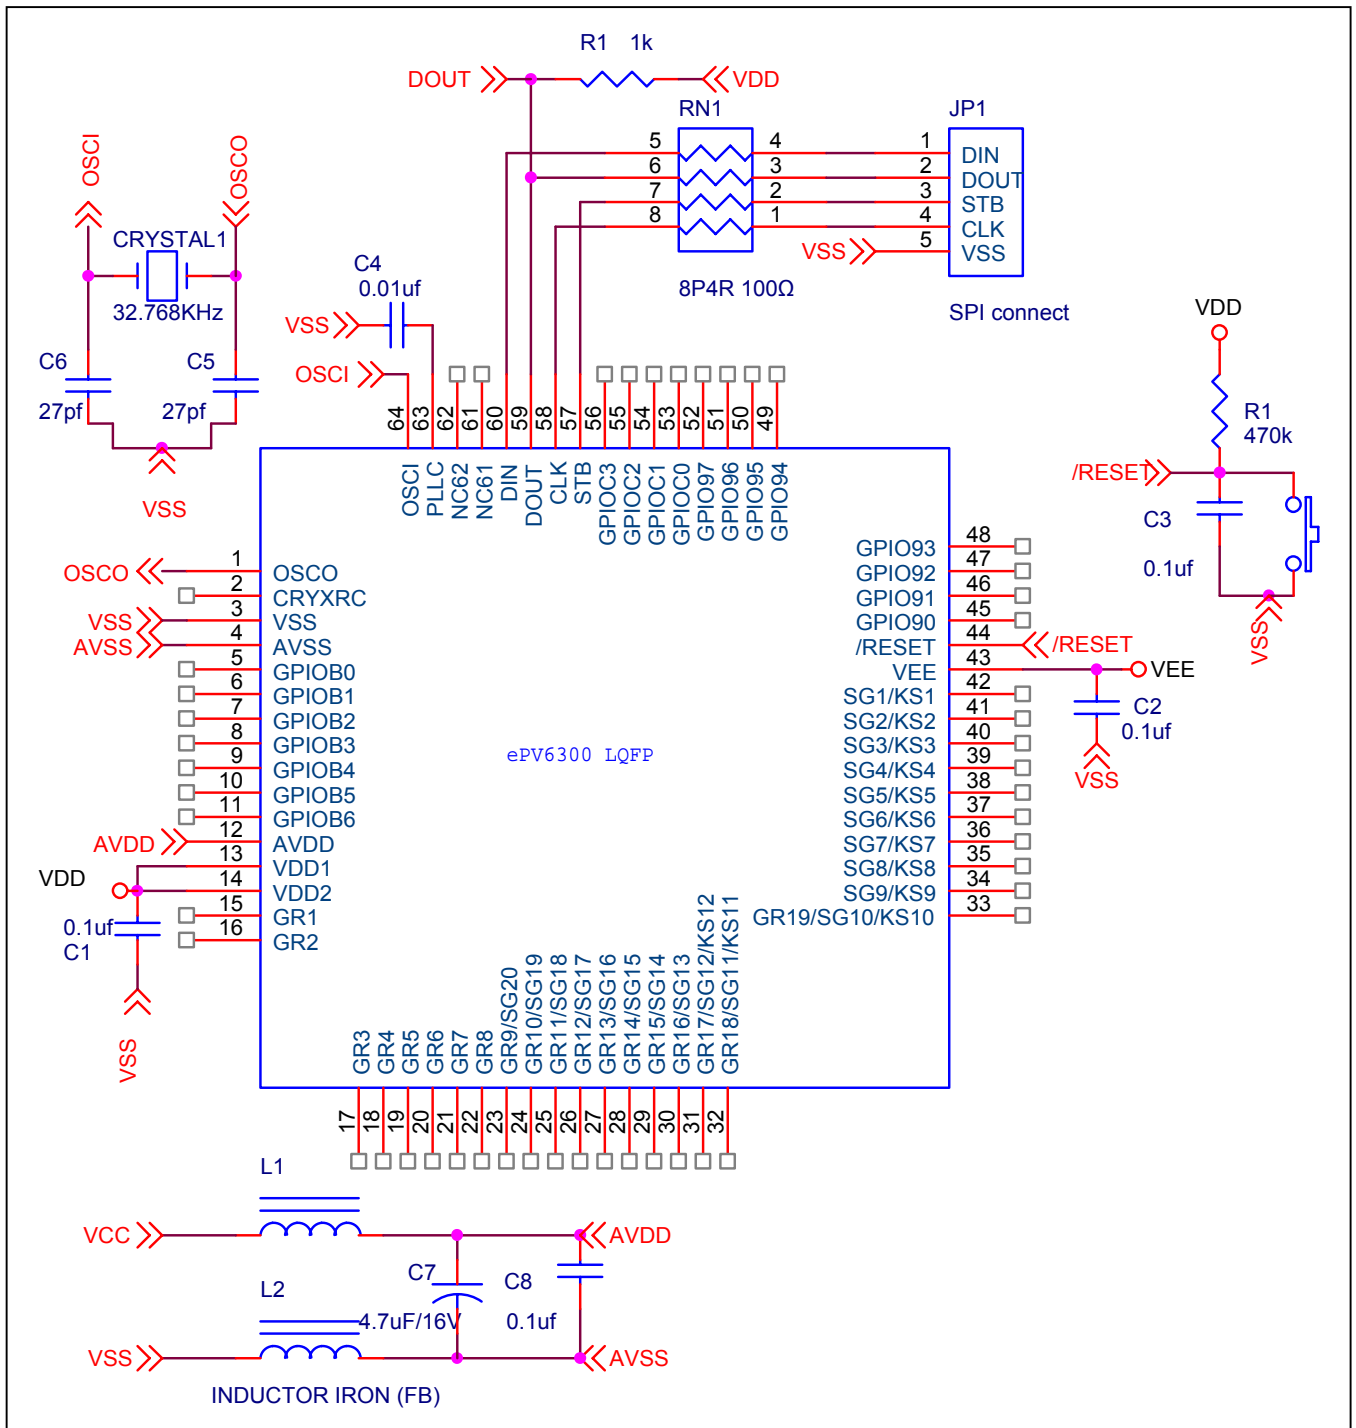 R1 1k
DOUT VDD
RN1 JP1
5 4 1 DIN
6 3 2 DOUT
7 2 3 STB
8 1 4 CLK
VSS 5 VSS
8P4R 100Ω
SPI connect
OSCI OSCO
CRYSTAL1
32.768KHz
C6 C5
27pf 27pf
VSS
C4
0.01uf
VSS
OSCI
64 63 62 61 60 59 58 57 56 55 54 53 52 51 50 49
OSCI PLLC NC62 NC61 DIN DOUT CLK STB GPIOC3 GPIOC2 GPIOC1 GPIOC0 GPIO97 GPIO96 GPIO95 GPIO94
VDD
R1
470k
/RESET
C3
0.1uf
VSS
OSCO 1 OSCO
2 CRYXRC
VSS 3 VSS
AVSS 4 AVSS
5 GPIOB0
6 GPIOB1
7 GPIOB2
8 GPIOB3
9 GPIOB4
10 GPIOB5
11 GPIOB6
AVDD 12 AVDD
13 VDD1
VDD 14 VDD2
15 GR1
16 GR2
0.1uf
C1
VSS
ePV6300 LQFP
GPIO93 48
GPIO92 47
GPIO91 46
GPIO90 45
/RESET 44 /RESET
VEE 43 VEE
SG1/KS1 42
SG2/KS2 41
SG3/KS3 40
SG4/KS4 39
SG5/KS5 38
SG6/KS6 37
SG7/KS7 36
SG8/KS8 35
SG9/KS9 34
GR19/SG10/KS10 33
C2
0.1uf
VSS
GR3 GR4 GR5 GR6 GR7 GR8 GR9/SG20 GR10/SG19 GR11/SG18 GR12/SG17 GR13/SG16 GR14/SG15 GR15/SG14 GR16/SG13 GR17/SG12/KS12 GR18/SG11/KS11
17 18 19 20 21 22 23 24 25 26 27 28 29 30 31 32
L1
VCC AVDD
C7 C8
4.7uF/16V 0.1uf
L2
VSS AVSS
INDUCTOR IRON (FB)